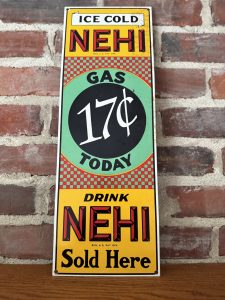 ICE COLD
NEHI
GAS
17¢
TODAY
DRINK
NEHI
Sold Here